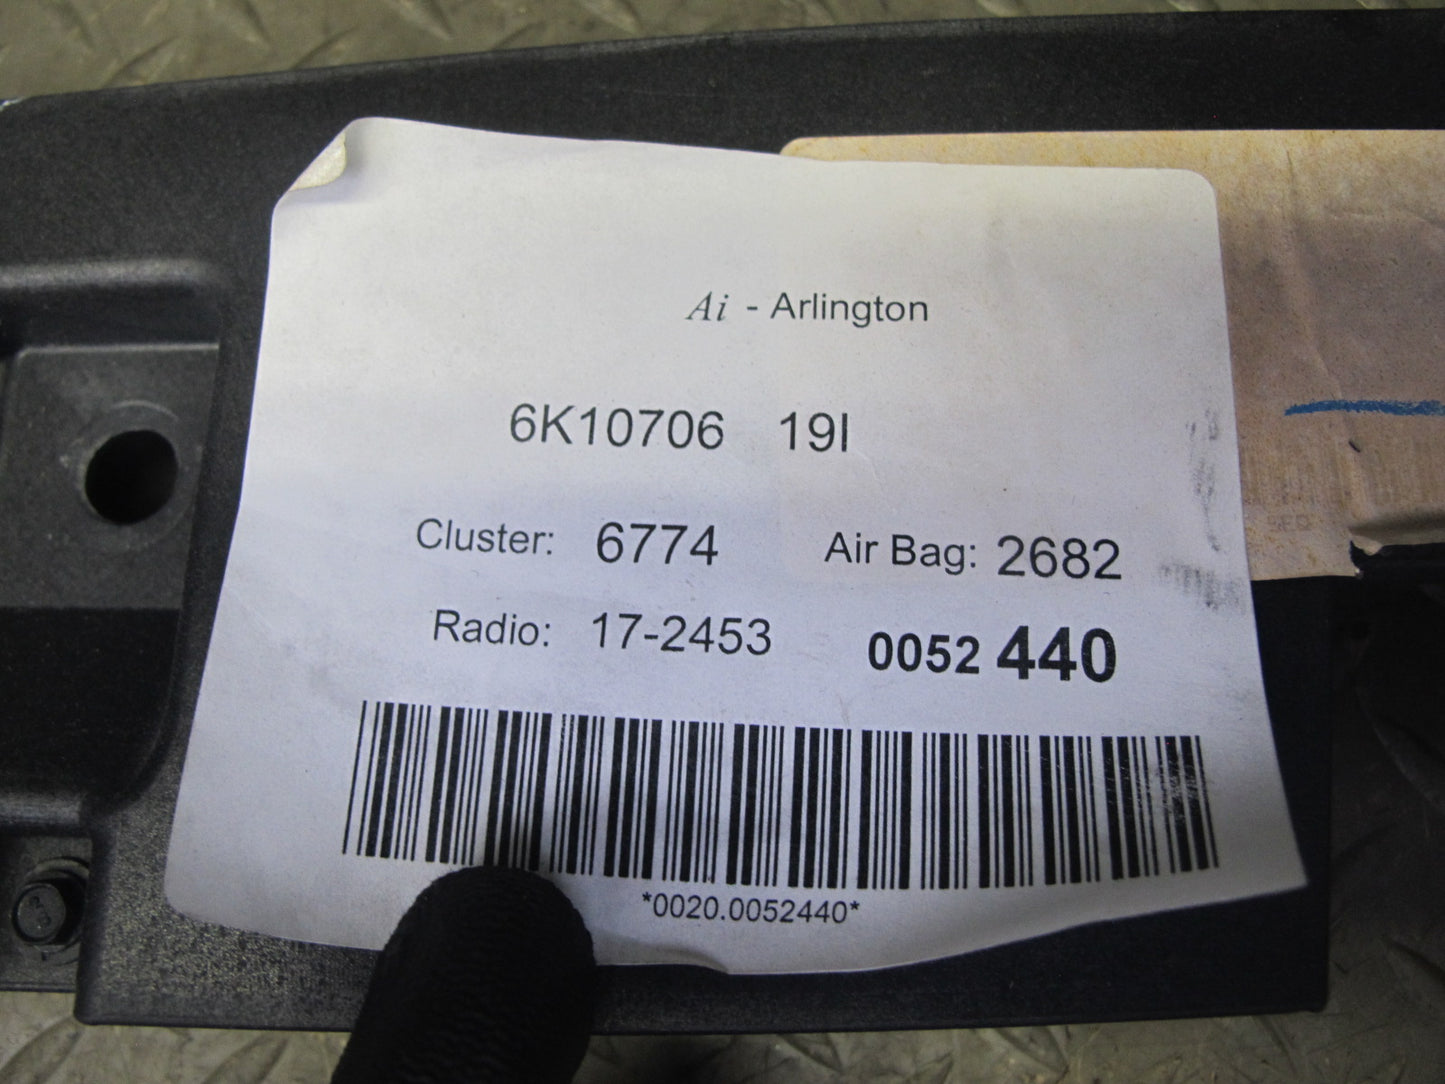 Ai - Arlington
6K10706 19I
Cluster: 6774 Air Bag: 2682
Radio: 17-2453 0052 440
*0020.0052440*